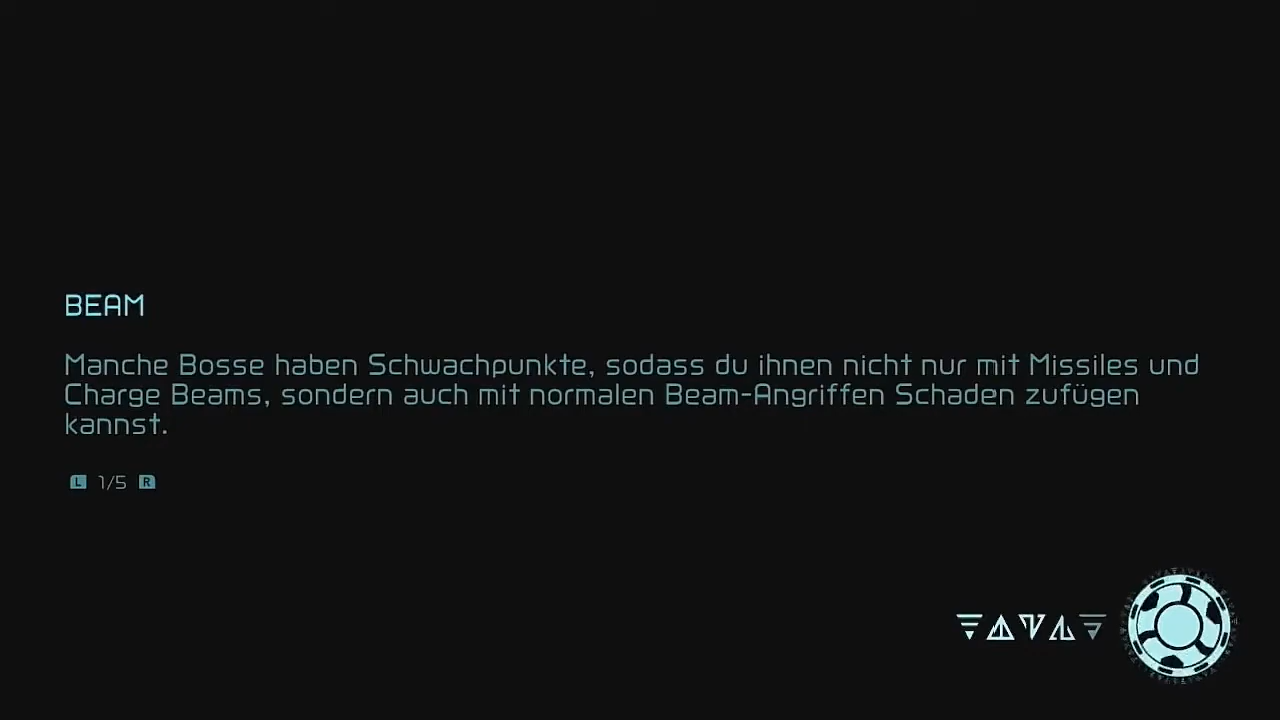 BEAM
Manche Bosse haben Schwachpunkte, sodass du ihnen nicht nur mit Missiles und
Charge Beams, sondern auch mit normalen Beam-Angriffen Schaden zufügen
kannst.
L 1/5 R